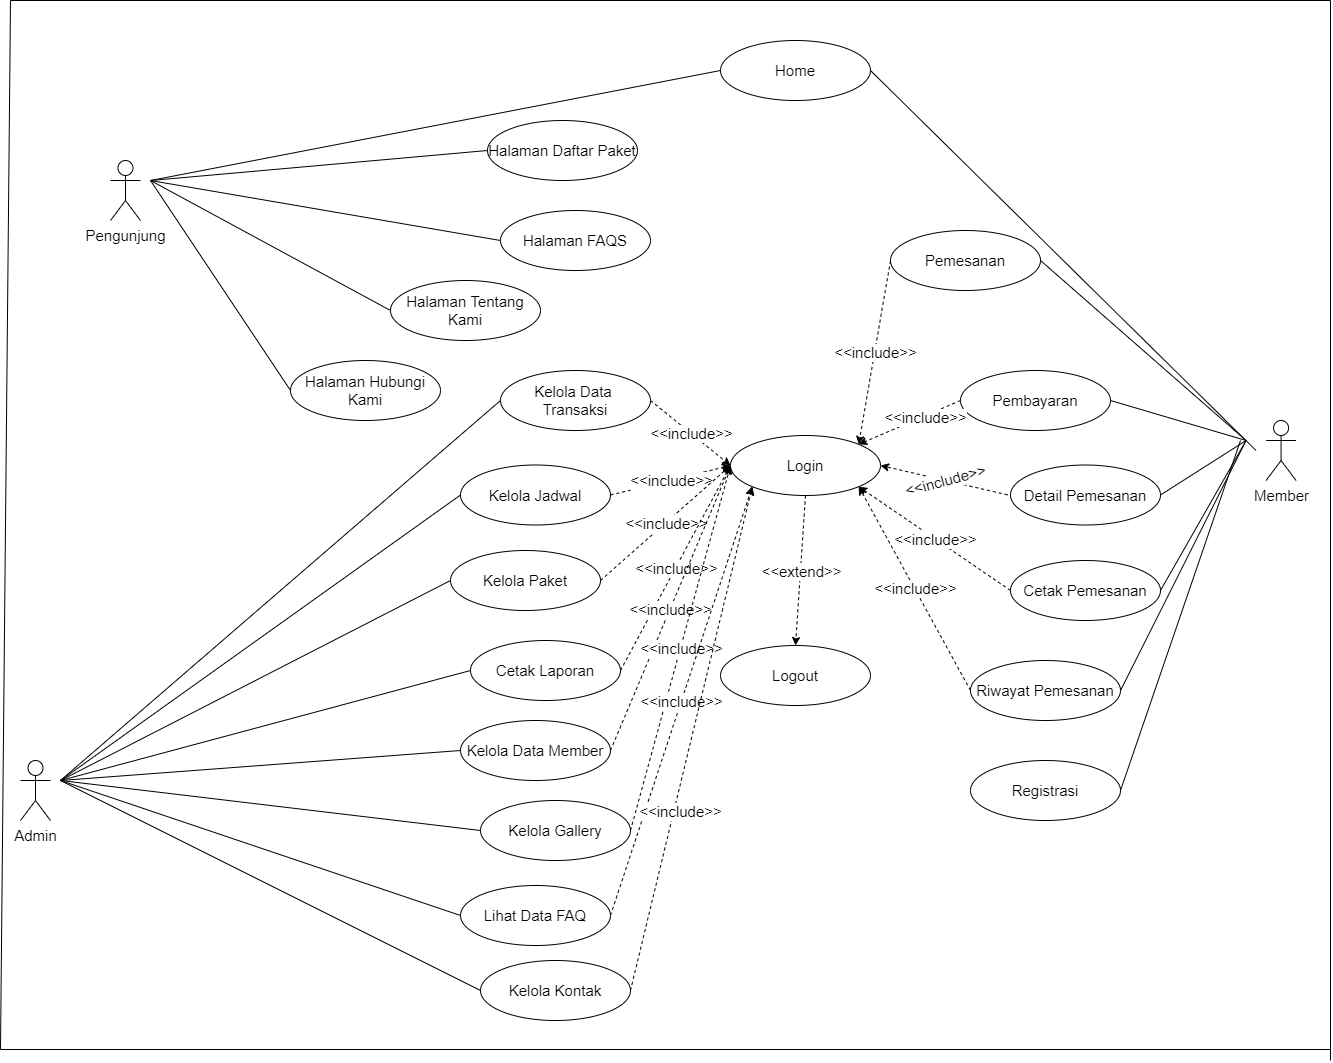 Home
Halaman Daftar Paket
Pengunjung
Halaman FAQS
Pemesanan
Halaman Tentang
Kami
<<include>>
Halaman Hubungi
Kami
Kelola Data
Transaksi
Pembayaran
<<include>>
<<include>>
Login
<<include>>
Kelola Jadwal
<<include>>
Detail Pemesanan
Member
<<include>>
<<include>>
Kelola Paket
<<include>>
<<extend>>
<<include>>
Cetak Pemesanan
<<include>>
<<include>>
Cetak Laporan
Logout
Riwayat Pemesanan
<<include>>
Kelola Data Member
Registrasi
<<include>>
Admin
Kelola Gallery
Lihat Data FAQ
Kelola Kontak